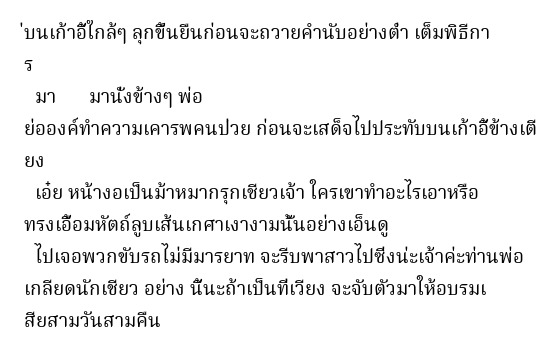 ่บนเก้าอี้ใกล้ๆ ลุกขึ้นยืนก่อนจะถวายคำนับอย่างต่ำ เต็มพิธีกา
ร
มา มานั่งข้างๆ พ่อ
ย่อองค์ทำความเคารพคนป่วย ก่อนจะเสด็จไปประทับบนเก้าอี้ข้างเตี
ยง
เอ๋ย หน้างอเป็นม้าหมากรุกเชียวเจ้า ใครเขาทำอะไรเอาหรือ
ทรงเอื้อมหัตถ์ลูบเส้นเกศาเงางามนั้นอย่างเอ็นดู
ไปเจอพวกขับรถไม่มีมารยาท จะรีบพาสาวไปซิ่งน่ะเจ้าค่ะท่านพ่อ
เกลียดนักเชียว อย่าง นี้นะถ้าเป็นที่เวียง จะจับตัวมาให้อบรมเ
สียสามวันสามคืน